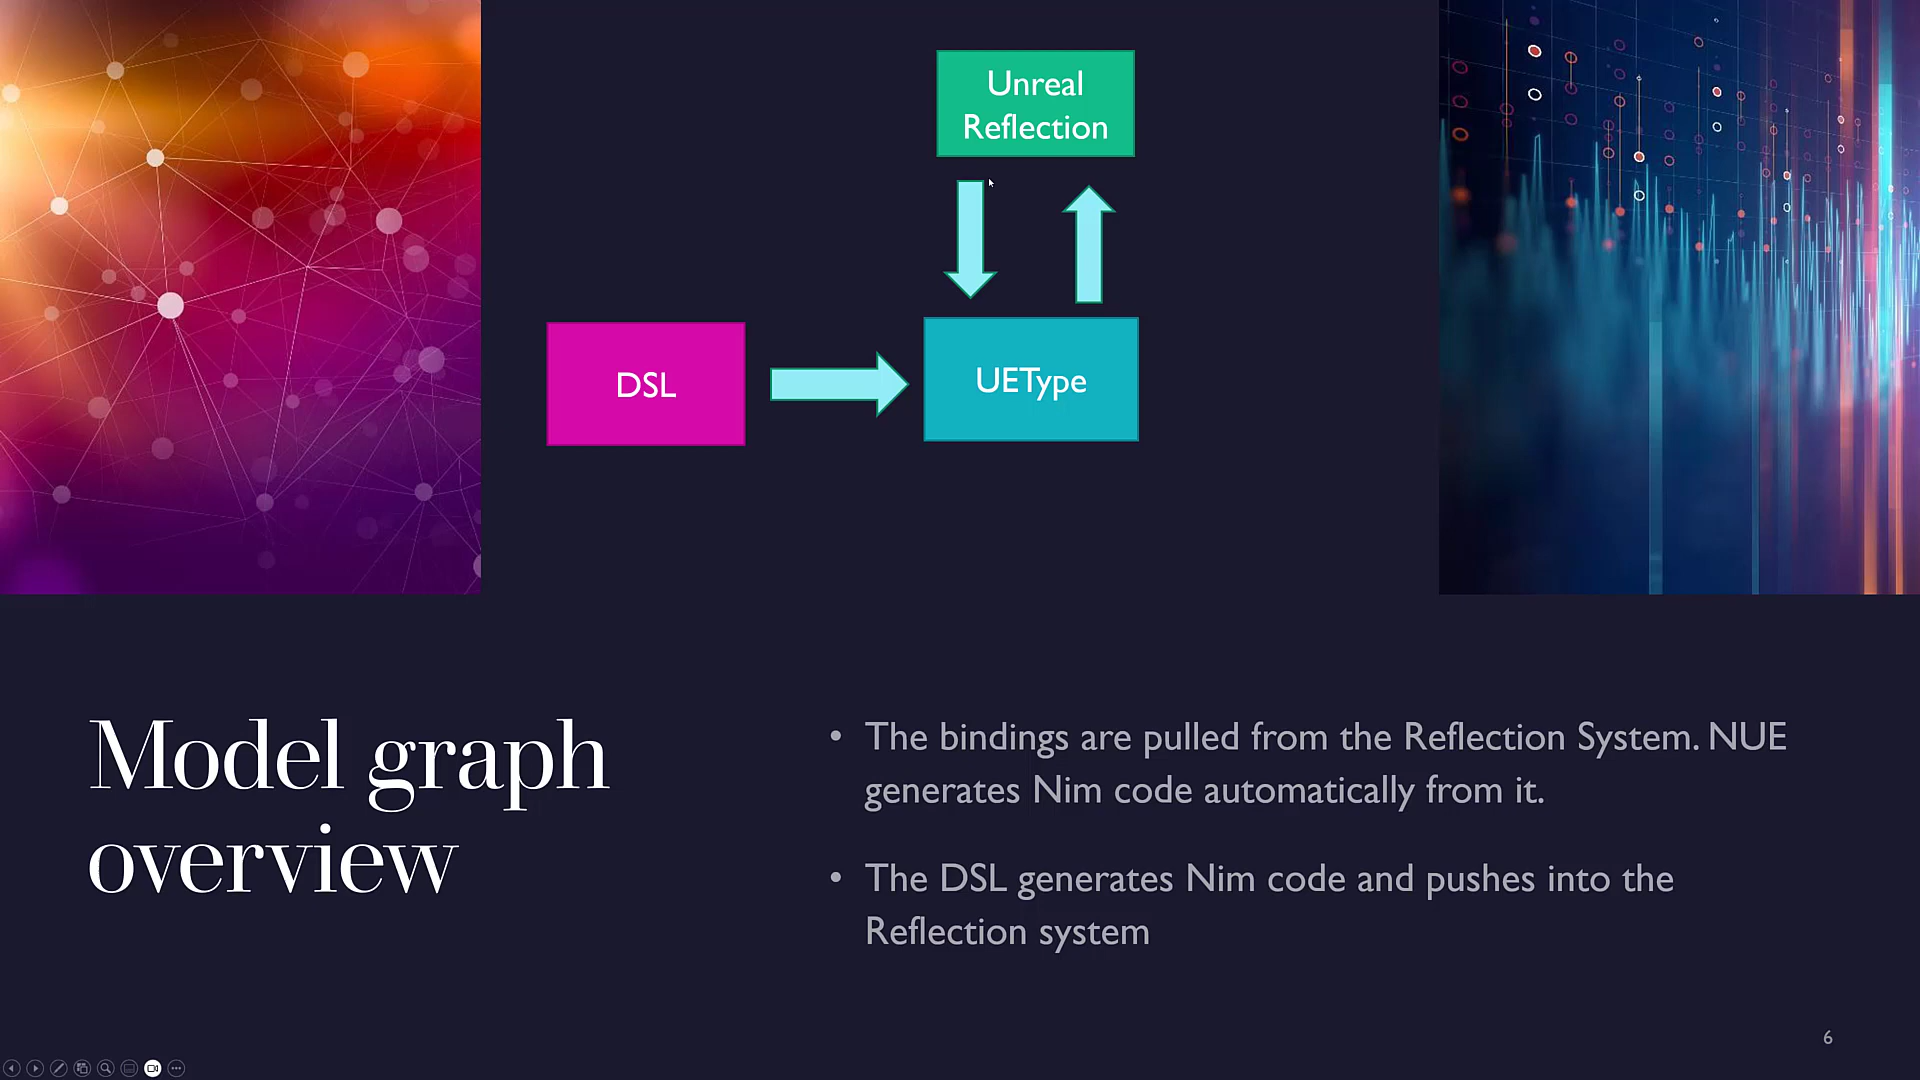 Unreal
Reflection
DSL
UEType
Model graph
overview
• The bindings are pulled from the Reflection System. NUE
generates Nim code automatically from it.
• The DSL generates Nim code and pushes into the
Reflection system
6